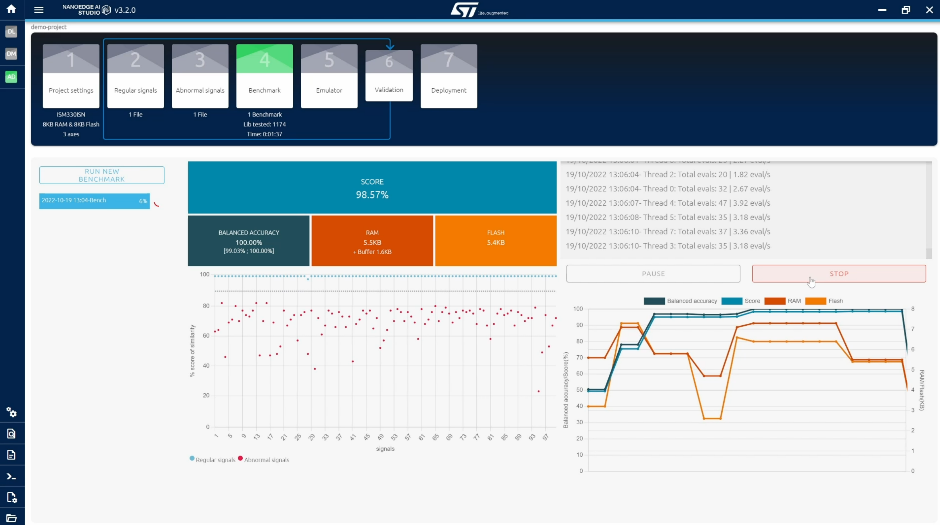 NANOEDGE AI
STUDIO v3.2.0
ST life.augmented
demo-project
DL
DM
AD
1 2 3 4 5 6 7
Project settings Regular signals Abnormal signals Benchmark Emulator Validation Deployment
ISM330ISN 1 File 1 File 1 Benchmark
8KB RAM & 8KB Flash Lib tested: 1174
3 axes Time: 0:01:37
RUN NEW
BENCHMARK
2022-10-19 13:04-Bench
SCORE
98.57%
BALANCED ACCURACY
100.00%
[99.03% ; 100.00%]
RAM
5.5KB
+ Buffer 1.6KB
FLASH
5.4KB
19/10/2022 13:06:04- Thread 2: Total evals: 20 | 1.82 eval/s
19/10/2022 13:06:04- Thread 0: Total evals: 32 | 2.67 eval/s
19/10/2022 13:06:07- Thread 4: Total evals: 47 | 3.92 eval/s
19/10/2022 13:06:08- Thread 5: Total evals: 35 | 3.18 eval/s
19/10/2022 13:06:10- Thread 7: Total evals: 37 | 3.36 eval/s
19/10/2022 13:06:10- Thread 3: Total evals: 35 | 3.18 eval/s
PAUSE STOP
% score of similarity
100
80
60
40
20
0
1 5 9 13 17 21 25 29 33 37 41 45 49 53 57 61 65 69 73 77 81 85 89 93 97
signals
Regular signals Abnormal signals
Balanced accuracy Score RAM Flash
Balanced accuracy/Score(%)
100
90
80
70
60
50
40
30
20
10
0
8
7
6
5
4
3
2
1
0
RAM/Flash(KB)